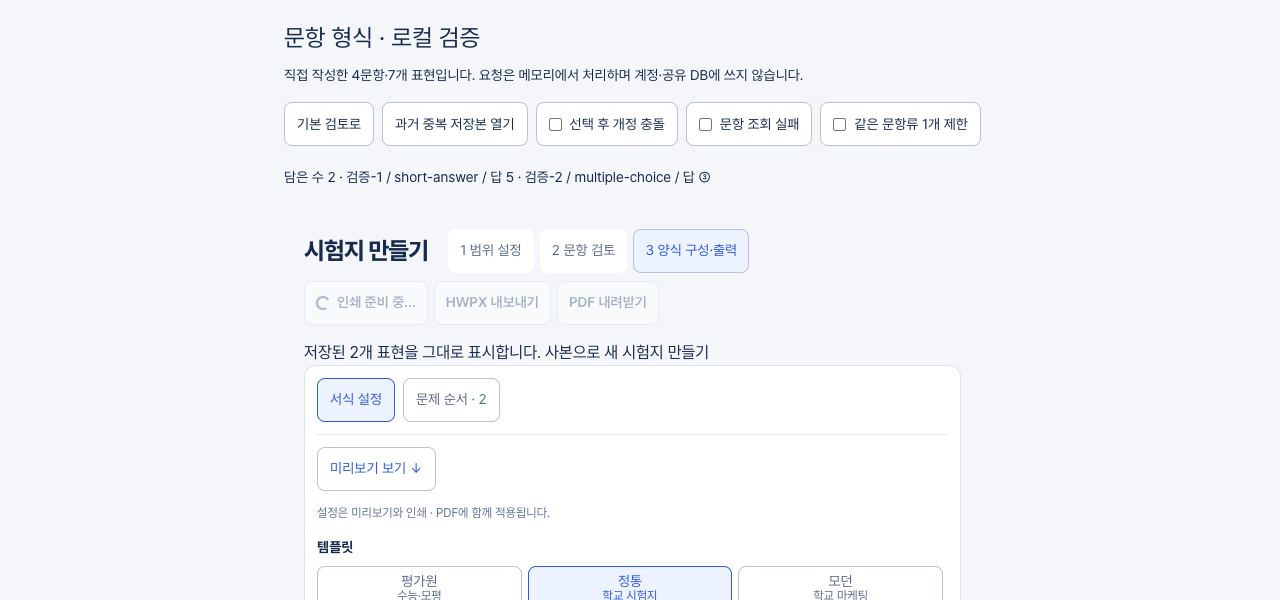 문항 형식 · 로컬 검증
직접 작성한 4문항·7개 표현입니다. 요청은 메모리에서 처리하며 계정·공유 DB에 쓰지 않습니다.
기본 검토로 과거 중복 저장본 열기 선택 후 개정 충돌 문항 조회 실패 같은 문항류 1개 제한
담은 수 2 · 검증-1 / short-answer / 답 5 · 검증-2 / multiple-choice / 답 ③
시험지 만들기 1 범위 설정 2 문항 검토 3 양식 구성·출력
인쇄 준비 중... HWPX 내보내기 PDF 내려받기
저장된 2개 표현을 그대로 표시합니다. 사본으로 새 시험지 만들기
서식 설정 문제 순서 · 2
미리보기 보기 ↓
설정은 미리보기와 인쇄 · PDF에 함께 적용됩니다.
템플릿
평가원 정통 모던
수능·모평 학교 시험지 학교 마케팅